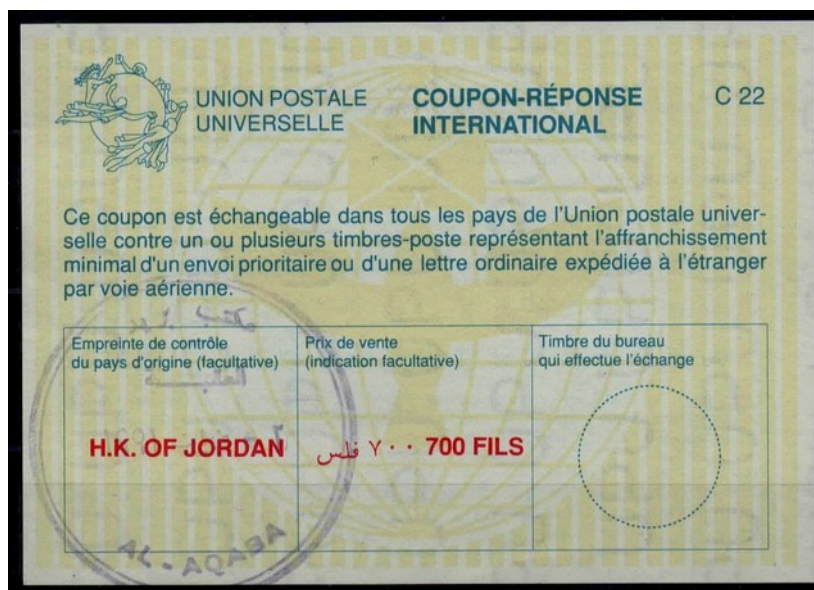 UNION POSTALE
UNIVERSELLE
COUPON-RÉPONSE
INTERNATIONAL
C 22
Ce coupon est échangeable dans tous les pays de l'Union postale univer-
selle contre un ou plusieurs timbres-poste représentant l'affranchissement
minimal d'un envoi prioritaire ou d'une lettre ordinaire expédiée à l'étranger
par voie aérienne.
Empreinte de contrôle
du pays d'origine (facultative)
Prix de vente
(indication facultative)
Timbre du bureau
qui effectue l'échange
H.K. OF JORDAN
٧٠٠ فلس 700 FILS
مكتب بريد
العقبة
AL-AQABA